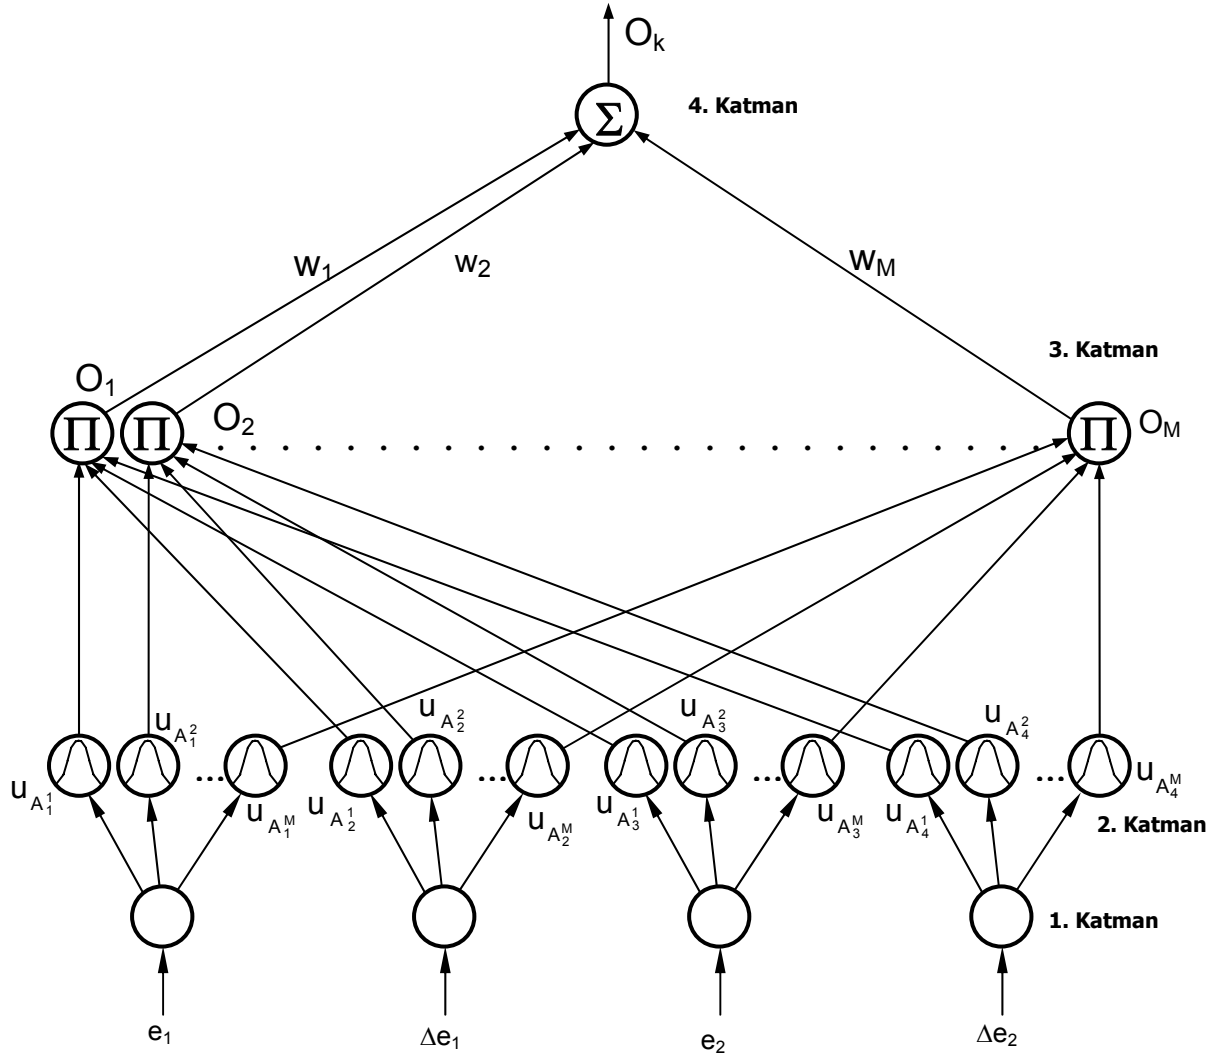 O_k
Σ
4. Katman
w_1
w_2
w_M
3. Katman
O_1
Π
Π
O_2
. . . . . . . . . . . . . . . . . . . . . . . . . .
Π
O_M
u_{A_1^1}
u_{A_1^2}
...
u_{A_1^M}
u_{A_2^1}
u_{A_2^2}
...
u_{A_2^M}
u_{A_3^1}
u_{A_3^2}
...
u_{A_3^M}
u_{A_4^1}
u_{A_4^2}
...
u_{A_4^M}
2. Katman
1. Katman
e_1
Δe_1
e_2
Δe_2